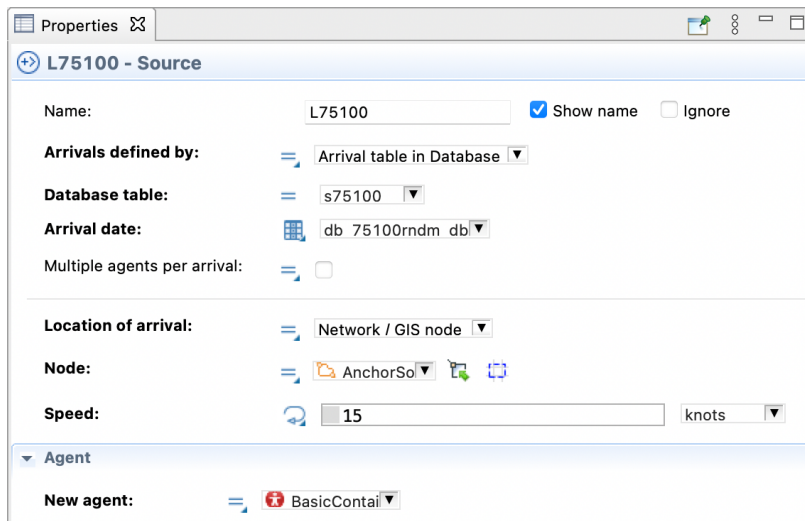 Properties
L75100 - Source
Name: L75100 Show name Ignore
Arrivals defined by: Arrival table in Database
Database table: s75100
Arrival date: db_75100rndm_db
Multiple agents per arrival:
Location of arrival: Network / GIS node
Node: AnchorSo
Speed: 15 knots
Agent
New agent: BasicContai